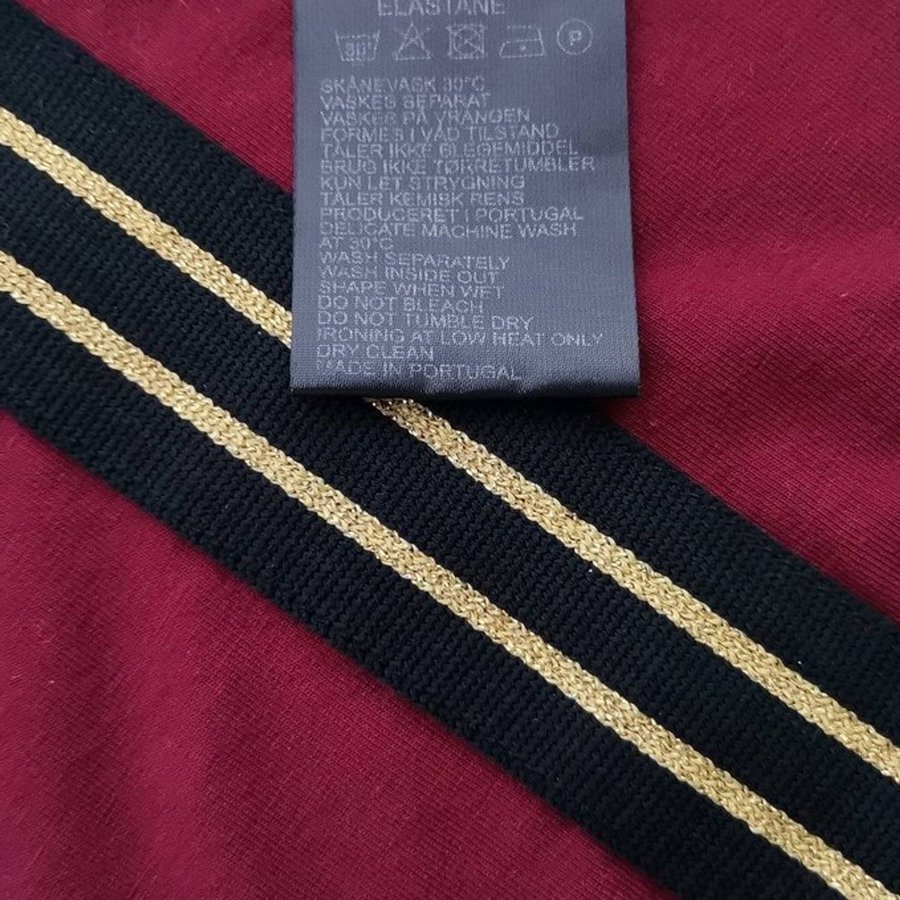 ELASTANE
30° P
SKÅNEVASK 30°C
VASKES SEPARAT
VASKES PÅ VRANGEN
FORMES I VÅD TILSTAND
TÅLER IKKE BLEGEMIDDEL
BRUG IKKE TØRRETUMBLER
KUN LET STRYGNING
TÅLER KEMISK RENS
PRODUCERET I PORTUGAL
DELICATE MACHINE WASH
AT 30°C
WASH SEPARATELY
WASH INSIDE OUT
SHAPE WHEN WET
DO NOT BLEACH
DO NOT TUMBLE DRY
IRONING AT LOW HEAT ONLY
DRY CLEAN
MADE IN PORTUGAL